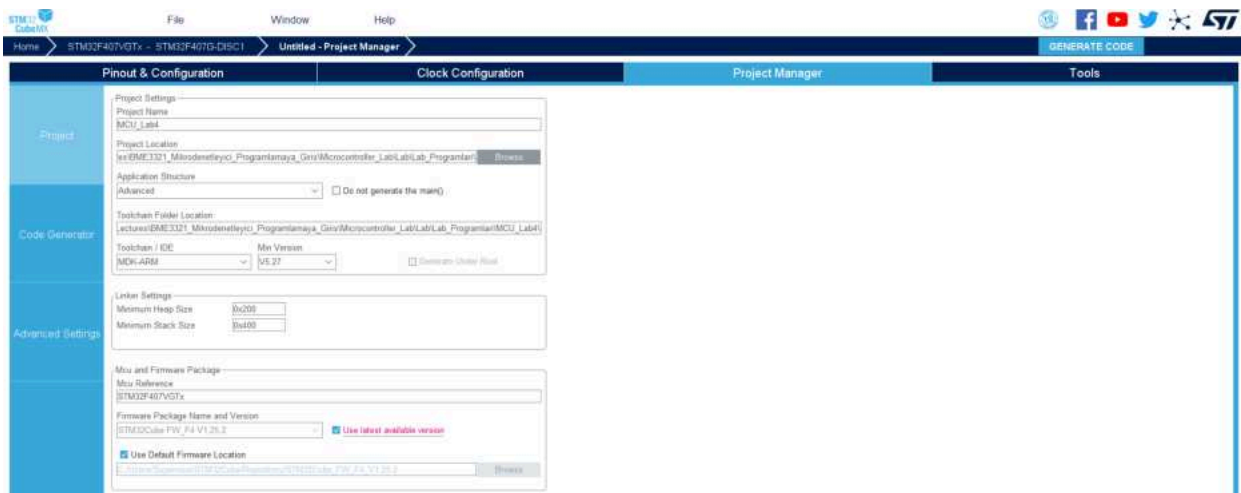 STM32
CubeMX
File Window Help
Home STM32F407VGTx - STM32F407G-DISC1 Untitled - Project Manager GENERATE CODE
Pinout & Configuration Clock Configuration Project Manager Tools
Project
Code Generator
Advanced Settings
Project Settings
Project Name
MCU_Lab4
Project Location
es\BME3321_Mikrodenetleyici_Programlamaya_Giris\Microcontroller_Lab\Lab\Lab_Programlari\ Browse
Application Structure
Advanced Do not generate the main()
Toolchain Folder Location
Lectures\BME3321_Mikrodenetleyici_Programlamaya_Giris\Microcontroller_Lab\Lab\Lab_Programlari\MCU_Lab4\
Toolchain / IDE Min Version
MDK-ARM V5.27 Generate Under Root
Linker Settings
Minimum Heap Size 0x200
Minimum Stack Size 0x400
Mcu and Firmware Package
Mcu Reference
STM32F407VGTx
Firmware Package Name and Version
STM32Cube FW_F4 V1.25.2 Use latest available version
Use Default Firmware Location
Browse